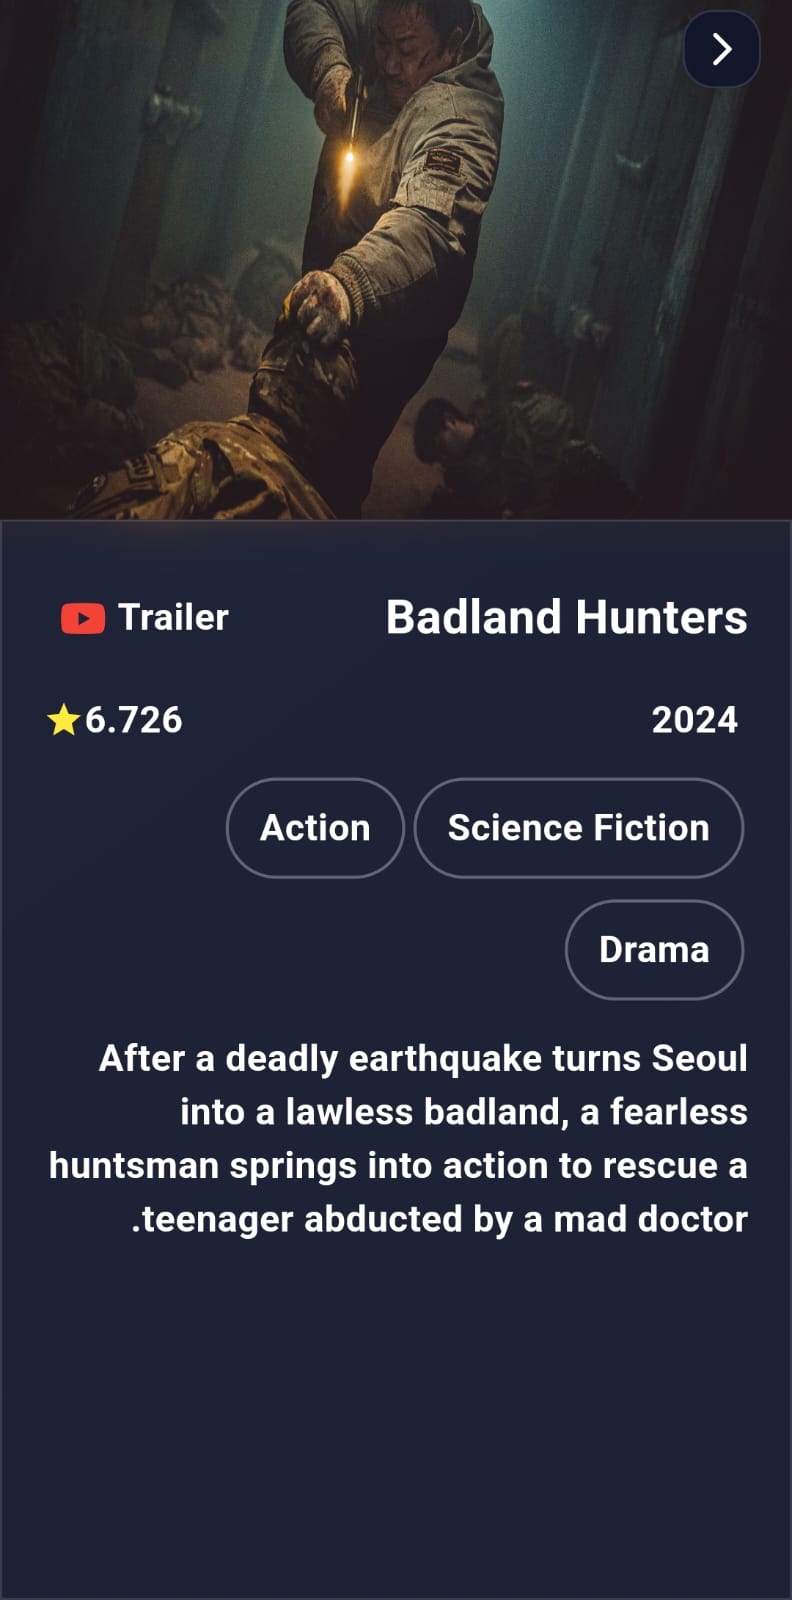 Badland Hunters
Trailer
2024
6.726
Science Fiction
Action
Drama
After a deadly earthquake turns Seoul
into a lawless badland, a fearless
huntsman springs into action to rescue a
.teenager abducted by a mad doctor